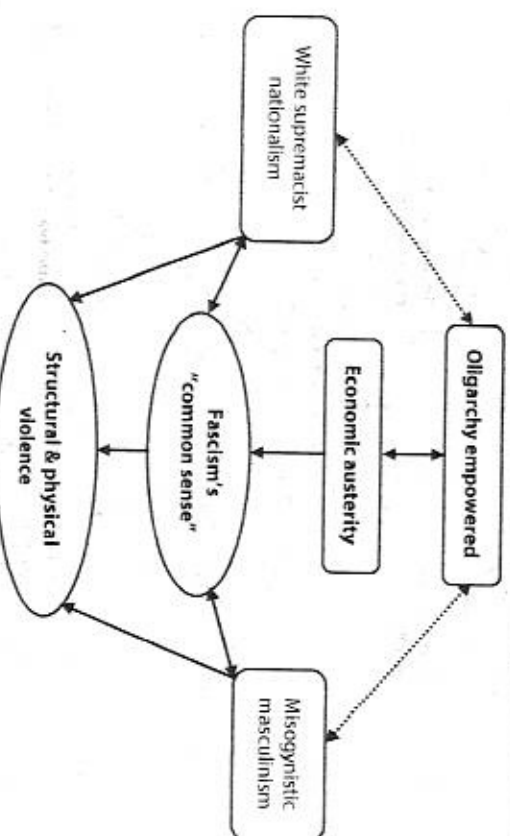 Oligarchy empowered
Economic austerity
White supremacist
nationalism
Fascism's
"common sense"
Misogynistic
masculinism
Structural & physical
violence